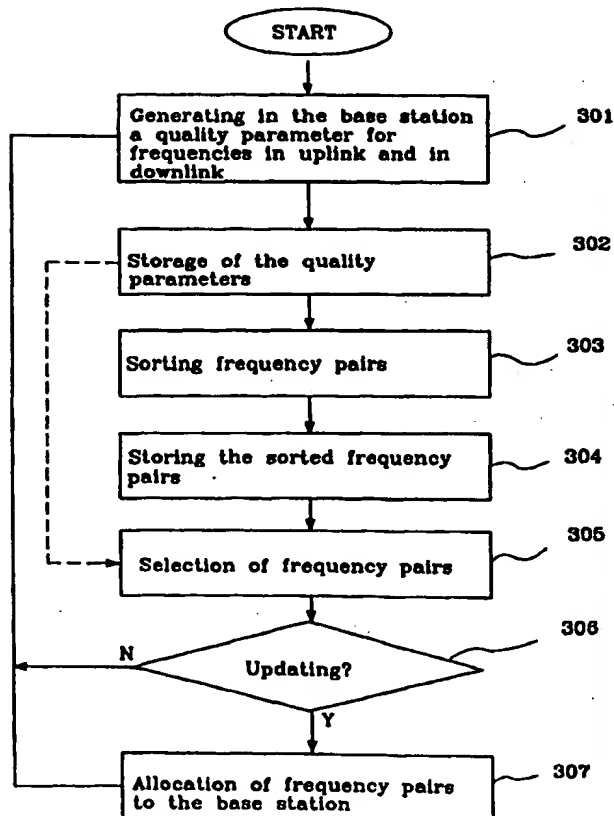 START
Generating in the base station
a quality parameter for
frequencies in uplink and in
downlink
301
302
Storage of the quality
parameters
303
Sorting frequency pairs
Storing the sorted frequency
pairs
304
305
Selection of frequency pairs
306
N
Updating?
Y
Allocation of frequency pairs
to the base station
307